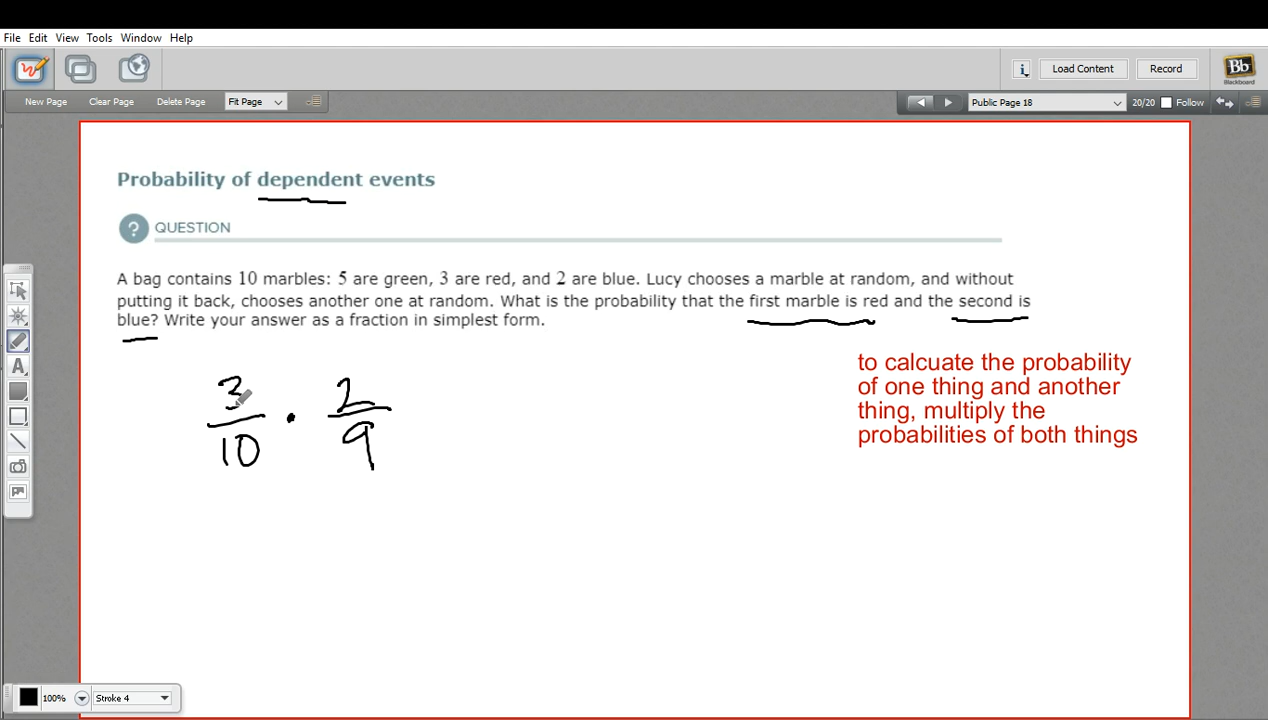 File Edit View Tools Window Help
Load Content Record Bb Blackboard
New Page Clear Page Delete Page Fit Page Public Page 18 20/20 Follow
Probability of dependent events
? QUESTION
A bag contains 10 marbles: 5 are green, 3 are red, and 2 are blue. Lucy chooses a marble at random, and without
putting it back, chooses another one at random. What is the probability that the first marble is red and the second is
blue? Write your answer as a fraction in simplest form.
to calcuate the probability
of one thing and another
thing, multiply the
probabilities of both things
3/10 · 2/9
A
100% Stroke 4